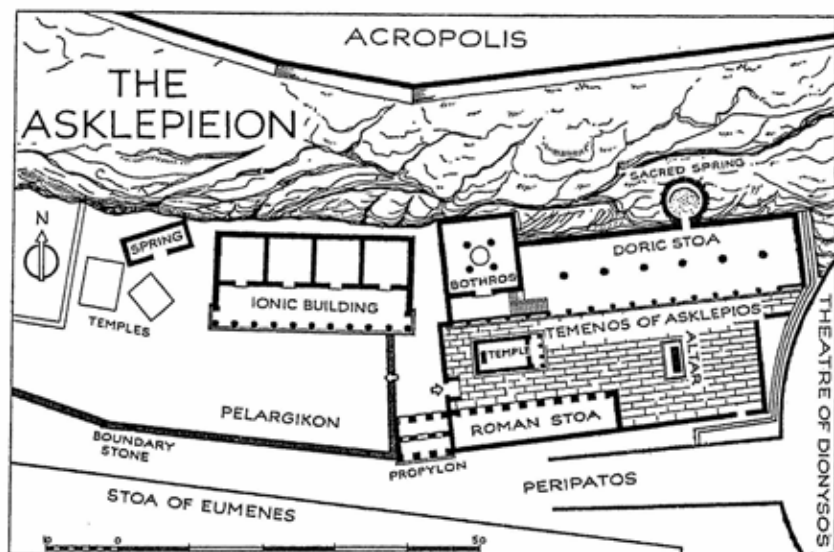 ACROPOLIS
THE
ASKLEPIEION
SACRED SPRING
N
SPRING
DORIC STOA
BOTHROS
IONIC BUILDING
TEMPLES
TEMENOS OF ASKLEPIOS
THEATRE OF DIONYSOS
TEMPLE
ALTAR
PELARGIKON
ROMAN STOA
BOUNDARY
STONE
PROPYLON
PERIPATOS
STOA OF EUMENES
0
50